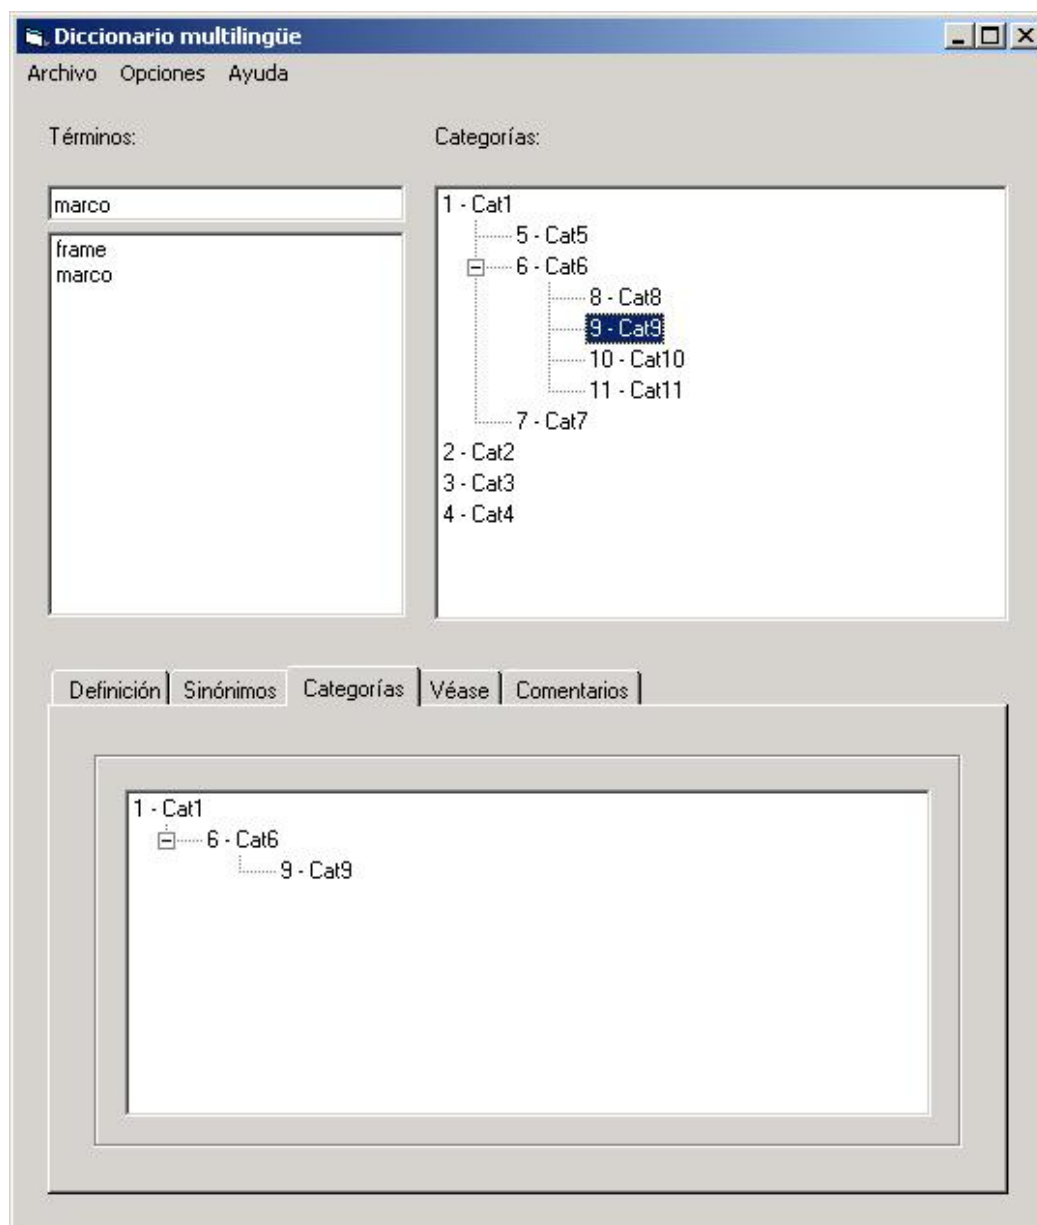 Diccionario multilingüe
Archivo Opciones Ayuda
Términos:
marco
frame
marco
Categorías:
1 - Cat1
5 - Cat5
6 - Cat6
8 - Cat8
9 - Cat9
10 - Cat10
11 - Cat11
7 - Cat7
2 - Cat2
3 - Cat3
4 - Cat4
Definición Sinónimos Categorías Véase Comentarios
1 - Cat1
6 - Cat6
9 - Cat9